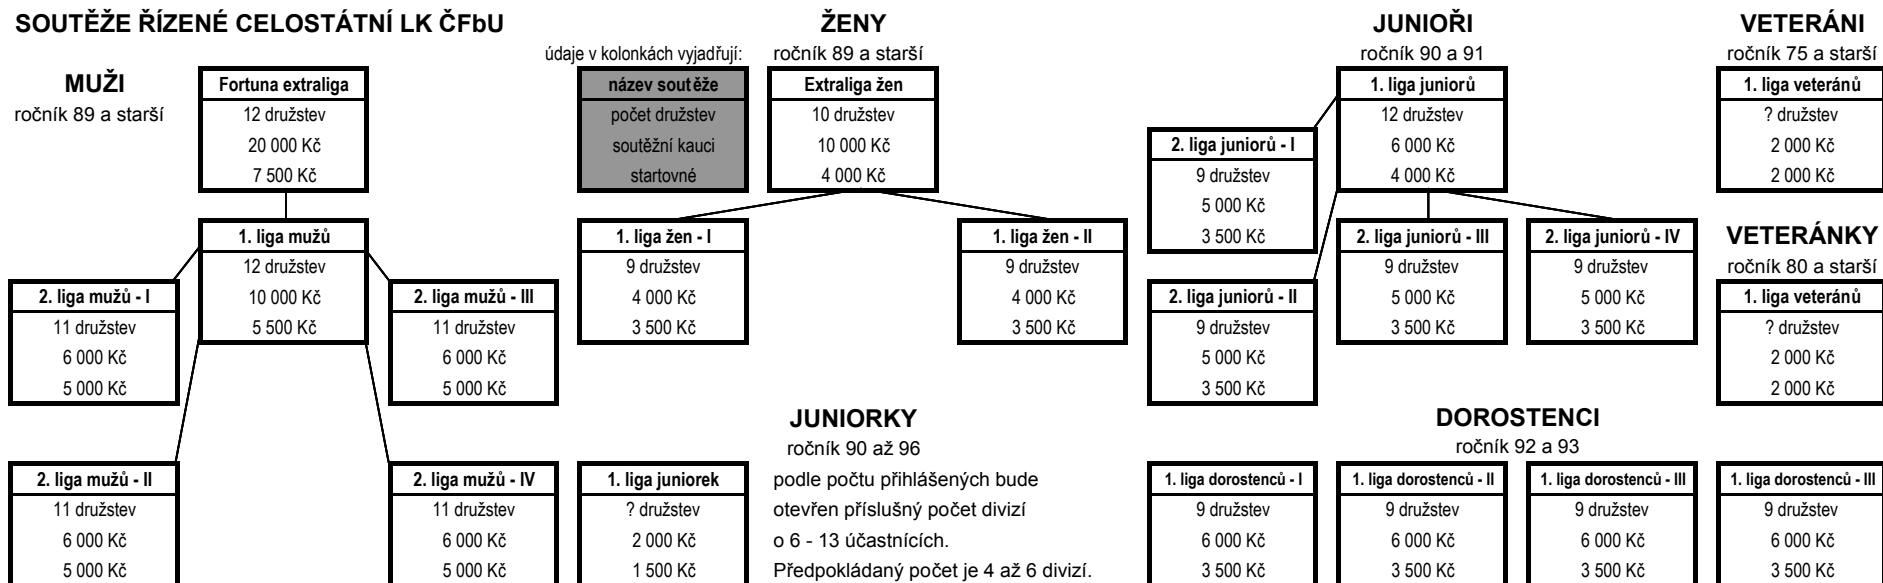 SOUTĚŽE ŘÍZENÉ CELOSTÁTNÍ LK ČFbU
MUŽI
ročník 89 a starší
Fortuna extraliga
12 družstev
20 000 Kč
7 500 Kč
1. liga mužů
12 družstev
10 000 Kč
5 500 Kč
2. liga mužů - I
11 družstev
6 000 Kč
5 000 Kč
2. liga mužů - III
11 družstev
6 000 Kč
5 000 Kč
2. liga mužů - II
11 družstev
6 000 Kč
5 000 Kč
2. liga mužů - IV
11 družstev
6 000 Kč
5 000 Kč
údaje v kolonkách vyjadřují:
název soutěže
počet družstev
soutěžní kauci
startovné
ŽENY
ročník 89 a starší
Extraliga žen
10 družstev
10 000 Kč
4 000 Kč
1. liga žen - I
9 družstev
4 000 Kč
3 500 Kč
1. liga žen - II
9 družstev
4 000 Kč
3 500 Kč
JUNIORKY
ročník 90 až 96
1. liga juniorek
? družstev
2 000 Kč
1 500 Kč
podle počtu přihlášených bude
otevřen příslušný počet divizí
o 6 - 13 účastnících.
Předpokládaný počet je 4 až 6 divizí.
JUNIOŘI
ročník 90 a 91
1. liga juniorů
12 družstev
6 000 Kč
4 000 Kč
2. liga juniorů - I
9 družstev
5 000 Kč
3 500 Kč
2. liga juniorů - II
9 družstev
5 000 Kč
3 500 Kč
2. liga juniorů - III
9 družstev
5 000 Kč
3 500 Kč
2. liga juniorů - IV
9 družstev
5 000 Kč
3 500 Kč
VETERÁNI
ročník 75 a starší
1. liga veteránů
? družstev
2 000 Kč
2 000 Kč
VETERÁNKY
ročník 80 a starší
1. liga veteránů
? družstev
2 000 Kč
2 000 Kč
DOROSTENCI
ročník 92 a 93
1. liga dorostenců - I
9 družstev
6 000 Kč
3 500 Kč
1. liga dorostenců - II
9 družstev
6 000 Kč
3 500 Kč
1. liga dorostenců - III
9 družstev
6 000 Kč
3 500 Kč
1. liga dorostenců - III
9 družstev
6 000 Kč
3 500 Kč